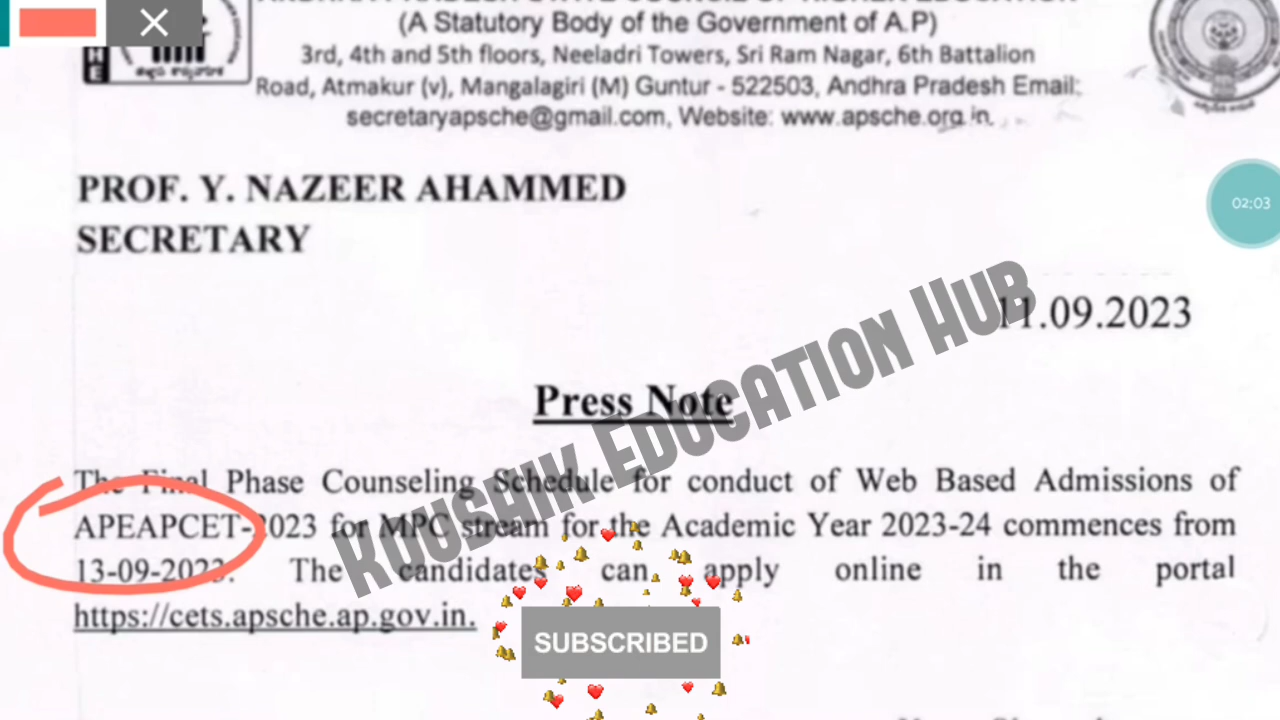 (A Statutory Body of the Government of A.P)
3rd, 4th and 5th floors, Neeladri Towers, Sri Ram Nagar, 6th Battalion
Road, Atmakur (v), Mangalagiri (M) Guntur - 522503, Andhra Pradesh Email:
secretaryapsche@gmail.com, Website: www.apsche.org.in.
PROF. Y. NAZEER AHAMMED
SECRETARY
02:03
11.09.2023
Press Note
KOUSHIK EDUCATION HUB
The Final Phase Counseling Schedule for conduct of Web Based Admissions of
APEAPCET-2023 for MPC stream for the Academic Year 2023-24 commences from
13-09-2023. The candidates can apply online in the portal
https://cets.apsche.ap.gov.in.
SUBSCRIBED